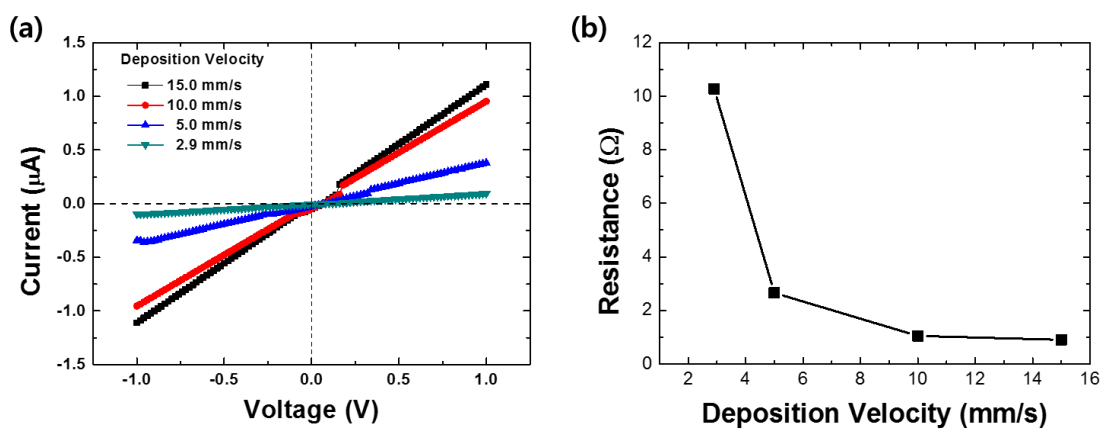 (a)
Deposition Velocity
15.0 mm/s
10.0 mm/s
5.0 mm/s
2.9 mm/s
1.5
1.0
0.5
0.0
-0.5
-1.0
-1.5
Current (μA)
-1.0 -0.5 0.0 0.5 1.0
Voltage (V)
(b)
12
10
8
6
4
2
0
Resistance (Ω)
2 4 6 8 10 12 14 16
Deposition Velocity (mm/s)